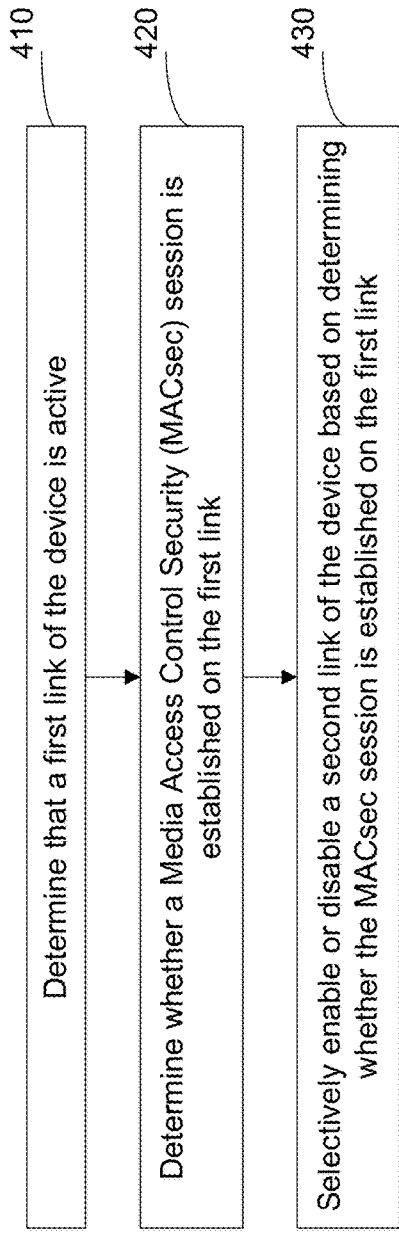 410
Determine that a first link of the device is active
420
Determine whether a Media Access Control Security (MACsec) session is
established on the first link
430
Selectively enable or disable a second link of the device based on determining
whether the MACsec session is established on the first link